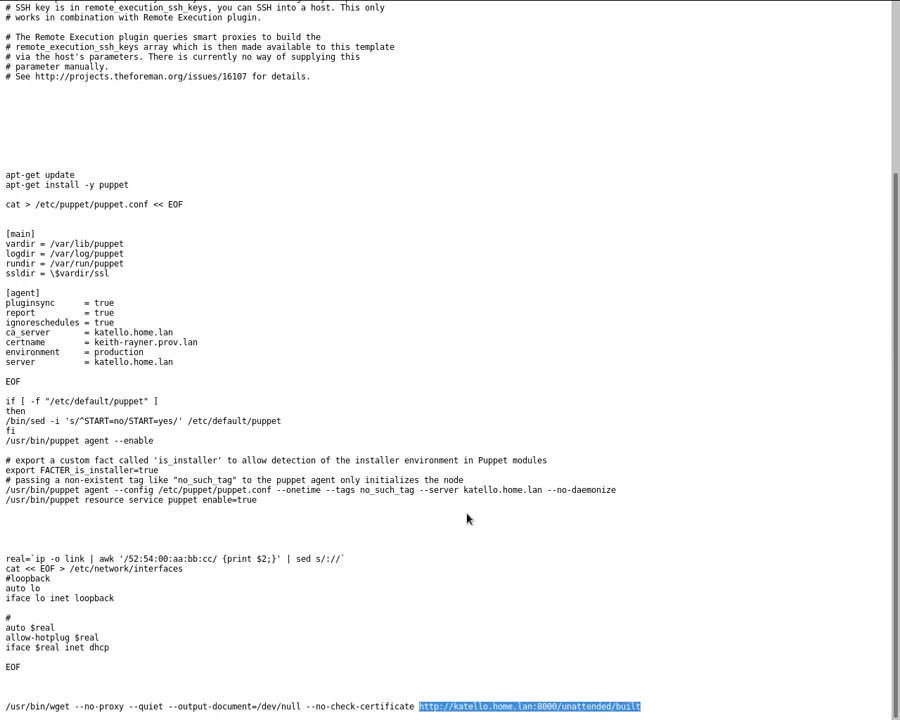 # SSH key is in remote_execution_ssh_keys, you can SSH into a host. This only
# works in combination with Remote Execution plugin.
# The Remote Execution plugin queries smart proxies to build the
# remote_execution_ssh_keys array which is then made available to this template
# via the host's parameters. There is currently no way of supplying this
# parameter manually.
# See http://projects.theforeman.org/issues/16107 for details.
apt-get update
apt-get install -y puppet
cat > /etc/puppet/puppet.conf << EOF
[main]
vardir = /var/lib/puppet
logdir = /var/log/puppet
rundir = /var/run/puppet
ssldir = \$vardir/ssl
[agent]
pluginsync      = true
report          = true
ignoreschedules = true
ca_server       = katello.home.lan
certname        = keith-rayner.prov.lan
environment     = production
server          = katello.home.lan
EOF
if [ -f "/etc/default/puppet" ]
then
/bin/sed -i 's/^START=no/START=yes/' /etc/default/puppet
fi
/usr/bin/puppet agent --enable
# export a custom fact called 'is_installer' to allow detection of the installer environment in Puppet modules
export FACTER_is_installer=true
# passing a non-existent tag like "no_such_tag" to the puppet agent only initializes the node
/usr/bin/puppet agent --config /etc/puppet/puppet.conf --onetime --tags no_such_tag --server katello.home.lan --no-daemonize
/usr/bin/puppet resource service puppet enable=true
real=`ip -o link | awk '/52:54:00:aa:bb:cc/ {print $2;}' | sed s/://`
cat << EOF > /etc/network/interfaces
#loopback
auto lo
iface lo inet loopback
#
auto $real
allow-hotplug $real
iface $real inet dhcp
EOF
/usr/bin/wget --no-proxy --quiet --output-document=/dev/null --no-check-certificate http://katello.home.lan:8000/unattended/built